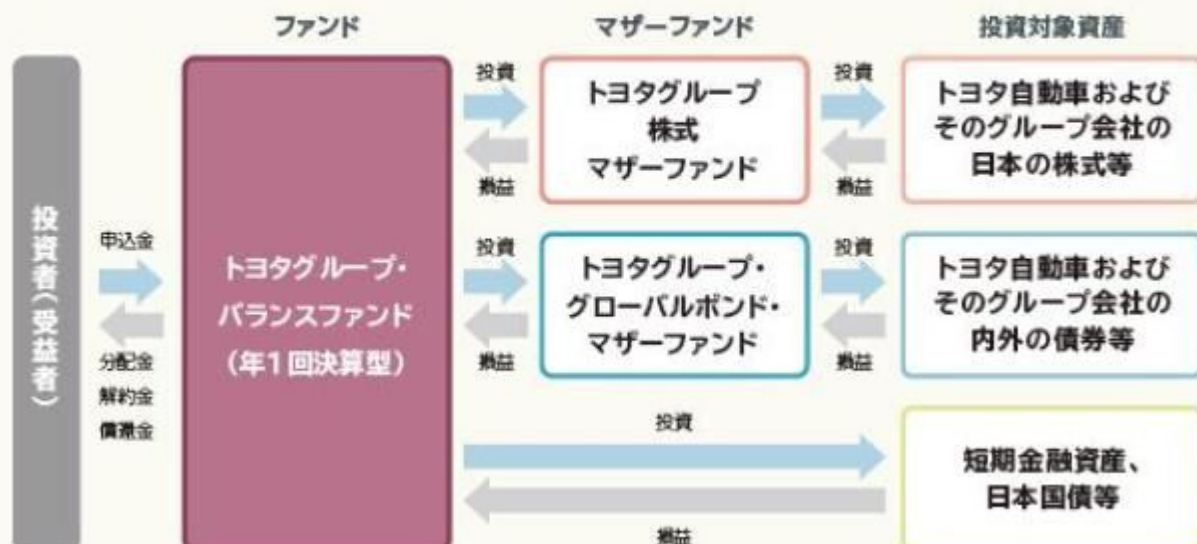 ファンド
マザーファンド
投資対象資産
投資者(受益者)
申込金
分配金
解約金
償還金
トヨタグループ・
バランスファンド
(年1回決算型)
投資
損益
トヨタグループ
株式
マザーファンド
投資
損益
トヨタ自動車および
そのグループ会社の
日本の株式等
投資
損益
トヨタグループ・
グローバルボンド・
マザーファンド
投資
損益
トヨタ自動車および
そのグループ会社の
内外の債券等
投資
損益
短期金融資産、
日本国債等